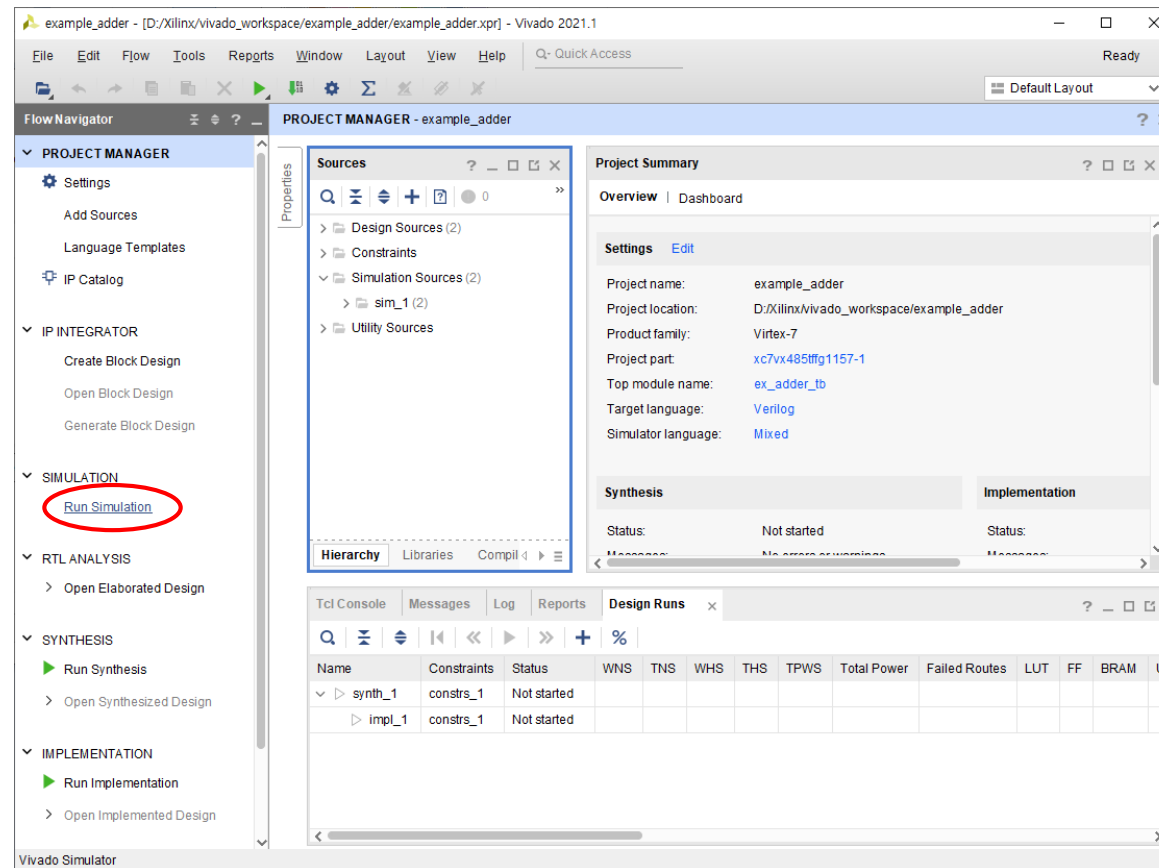 example_adder - [D:/Xilinx/vivado_workspace/example_adder/example_adder.xpr] - Vivado 2021.1
File Edit Flow Tools Reports Window Layout View Help Q- Quick Access Ready
Default Layout
Flow Navigator
PROJECT MANAGER
Settings
Add Sources
Language Templates
IP Catalog
IP INTEGRATOR
Create Block Design
Open Block Design
Generate Block Design
SIMULATION
Run Simulation
RTL ANALYSIS
Open Elaborated Design
SYNTHESIS
Run Synthesis
Open Synthesized Design
IMPLEMENTATION
Run Implementation
Open Implemented Design
PROJECT MANAGER - example_adder
Properties
Sources
0
Design Sources (2)
Constraints
Simulation Sources (2)
sim_1 (2)
Utility Sources
Hierarchy Libraries Compil
Project Summary
Overview | Dashboard
Settings Edit
Project name: example_adder
Project location: D:/Xilinx/vivado_workspace/example_adder
Product family: Virtex-7
Project part: xc7vx485tffg1157-1
Top module name: ex_adder_tb
Target language: Verilog
Simulator language: Mixed
Synthesis Implementation
Status: Not started Status:
Messages: No errors or warnings Messages:
Tcl Console Messages Log Reports Design Runs
Name Constraints Status WNS TNS WHS THS TPWS Total Power Failed Routes LUT FF BRAM
synth_1 constrs_1 Not started
impl_1 constrs_1 Not started
Vivado Simulator